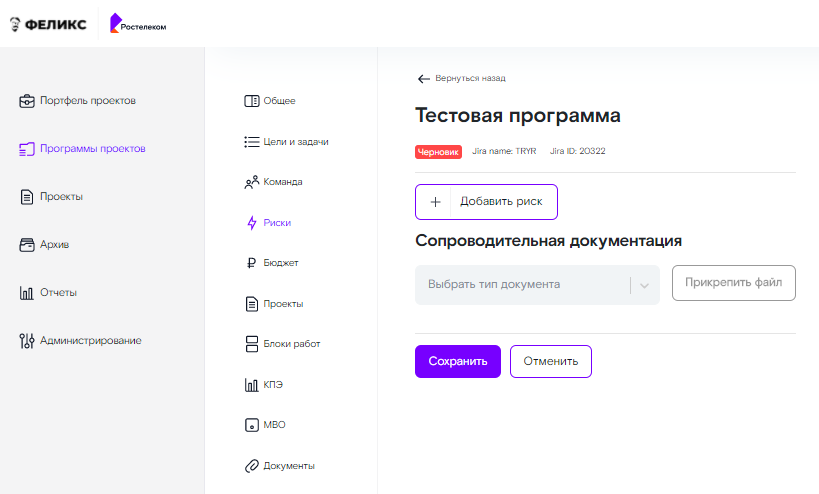 ФЕЛИКС
Ростелеком
Портфель проектов
Программы проектов
Проекты
Архив
Отчеты
Администрирование
Общее
Цели и задачи
Команда
Риски
Бюджет
Проекты
Блоки работ
КПЭ
МВО
Документы
Вернуться назад
Тестовая программа
Черновик Jira name: TRYR Jira ID: 20322
Добавить риск
Сопроводительная документация
Выбрать тип документа Прикрепить файл
Сохранить Отменить